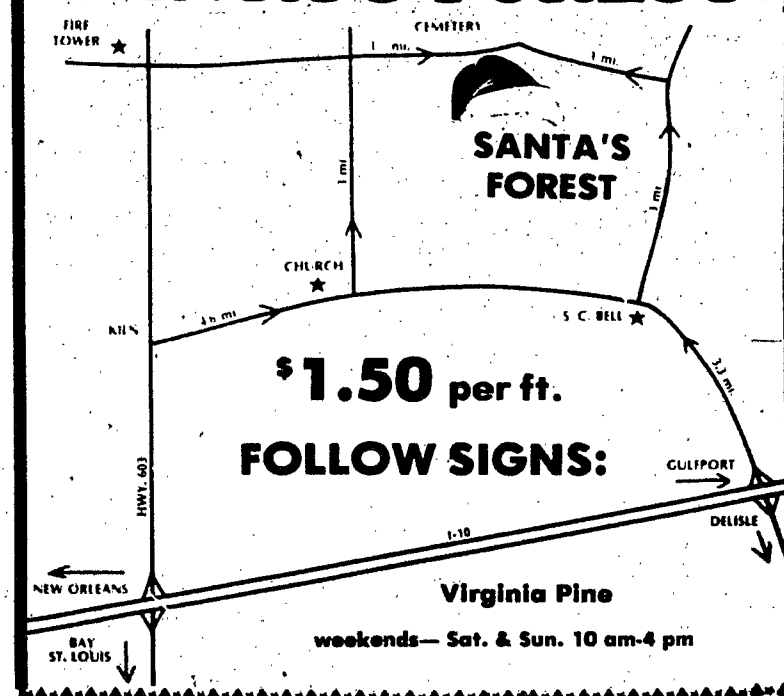 FIRE
TOWER
CEMETERY
1 mi.
1 mi.
SANTA'S
FOREST
1 mi
CHURCH
KILN
S. C. BELL
3.3 mi.
$1.50 per ft.
FOLLOW SIGNS:
HWY. 603
GULFPORT
DELISLE
I-10
NEW ORLEANS
Virginia Pine
BAY
ST. LOUIS
weekends— Sat. & Sun. 10 am-4 pm